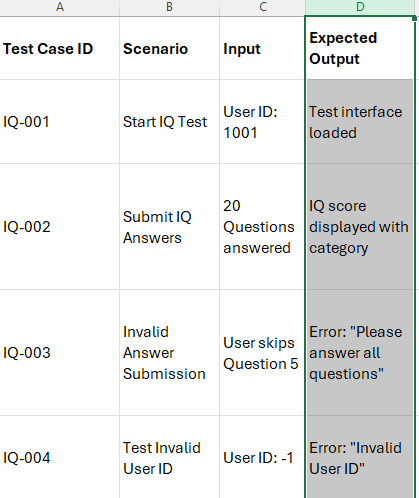 A B C D
Test Case ID Scenario Input Expected
Output
IQ-001 Start IQ Test User ID:
1001 Test interface
loaded
IQ-002 Submit IQ
Answers 20
Questions
answered IQ score
displayed with
category
IQ-003 Invalid
Answer
Submission User skips
Question 5 Error: "Please
answer all
questions"
IQ-004 Test Invalid
User ID User ID: -1 Error: "Invalid
User ID"